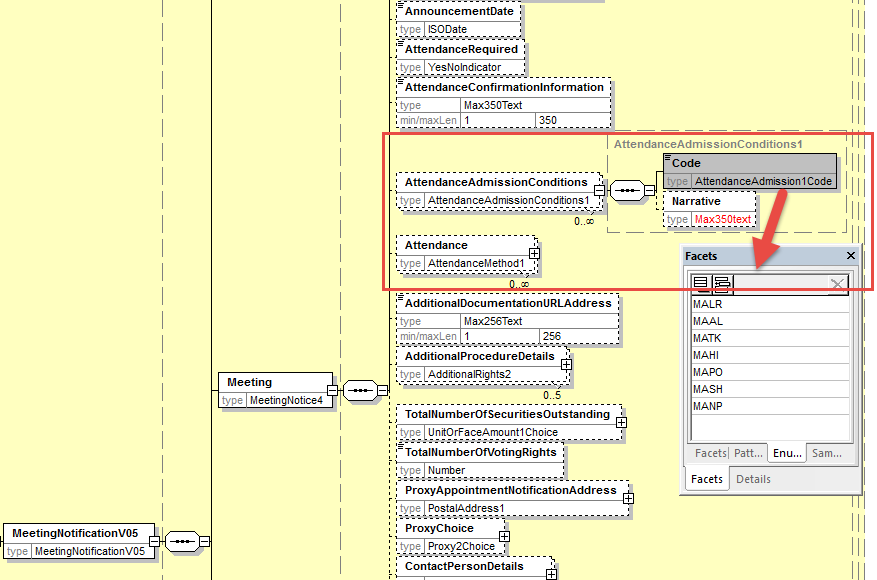 AnnouncementDate
type ISODate
AttendanceRequired
type YesNoIndicator
AttendanceConfirmationInformation
type Max350Text
min/maxLen 1 350
AttendanceAdmissionConditions1
Code
type AttendanceAdmission1Code
AttendanceAdmissionConditions
type AttendanceAdmissionConditions1
0..∞
Narrative
type Max350text
Attendance
type AttendanceMethod1
0..∞
Facets
MALR
MAAL
MATK
MAHI
MAPO
MASH
MANP
Facets Patt... Enu... Sam...
Facets Details
AdditionalDocumentationURLAddress
type Max256Text
min/maxLen 1 256
AdditionalProcedureDetails
type AdditionalRights2
0..5
Meeting
type MeetingNotice4
TotalNumberOfSecuritiesOutstanding
type UnitOrFaceAmount1Choice
TotalNumberOfVotingRights
type Number
ProxyAppointmentNotificationAddress
type PostalAddress1
ProxyChoice
type Proxy2Choice
MeetingNotificationV05
type MeetingNotificationV05
ContactPersonDetails